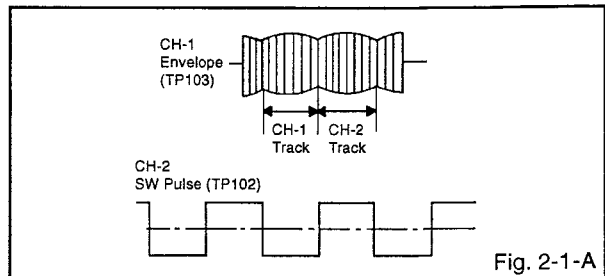 CH-1
Envelope
(TP103)
CH-1
Track
CH-2
Track
CH-2
SW Pulse (TP102)
Fig. 2-1-A